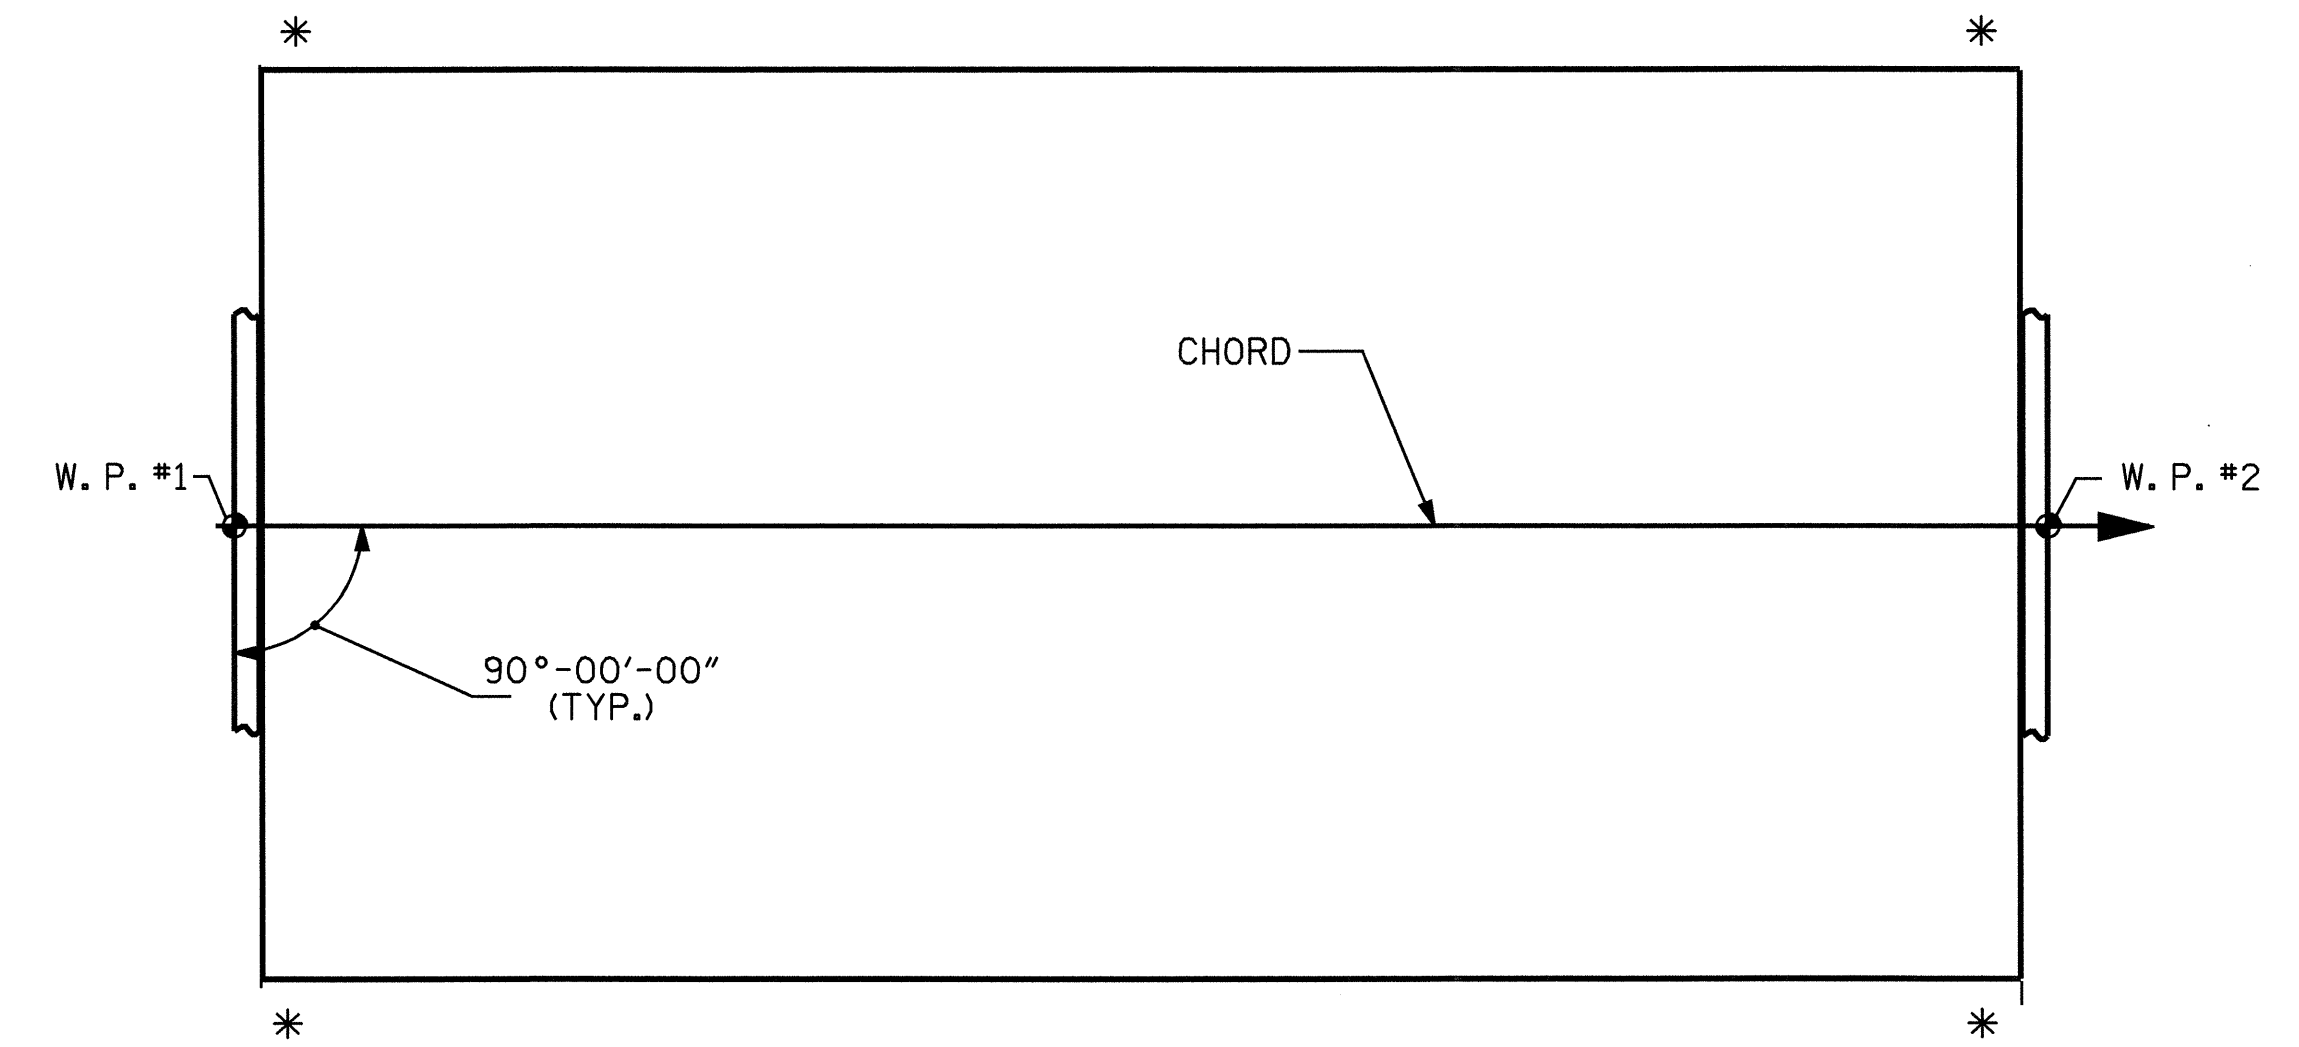 *
*
CHORD
W. P. #1
W. P. #2
90°-00'-00"
(TYP.)
*
*